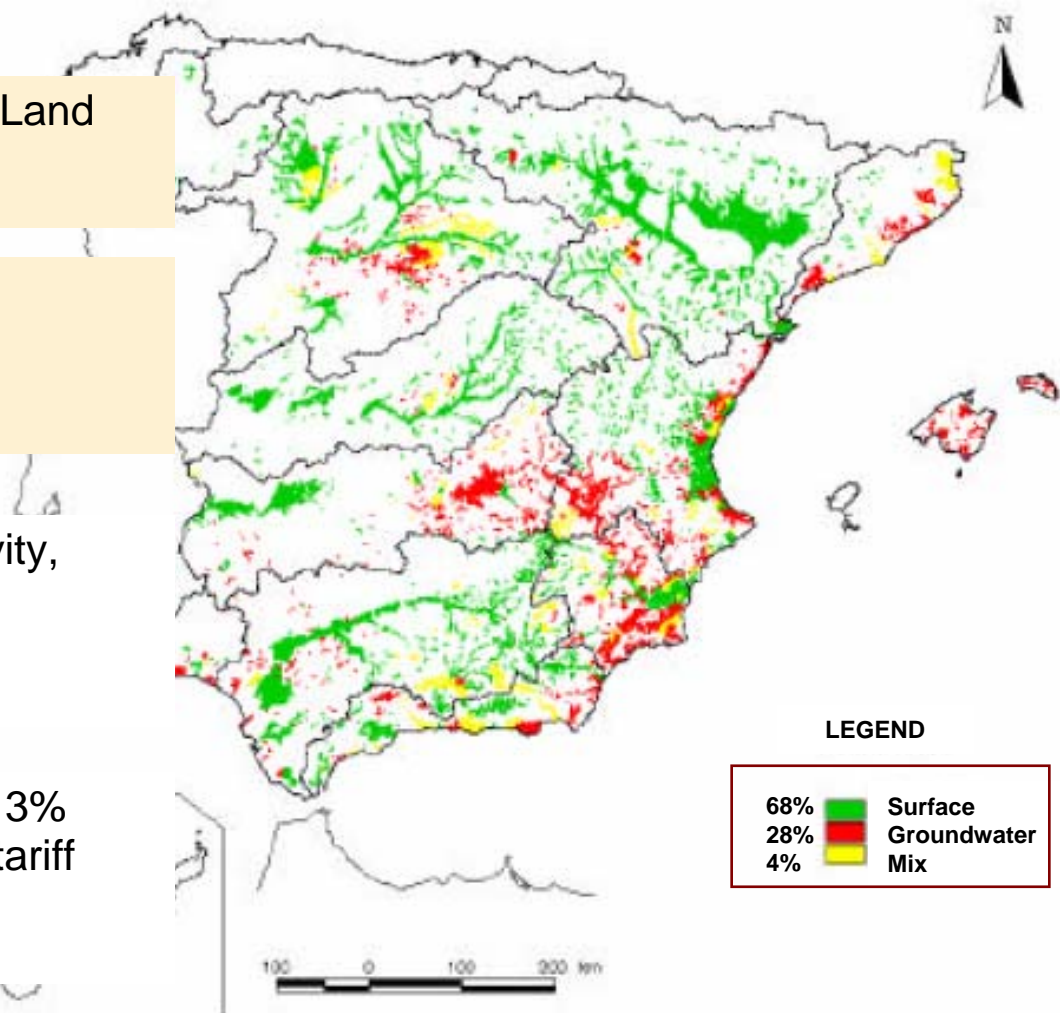 N
Land
vity,
3%
tariff
LEGEND
68% Surface
28% Groundwater
4% Mix
100 0 100 200 km